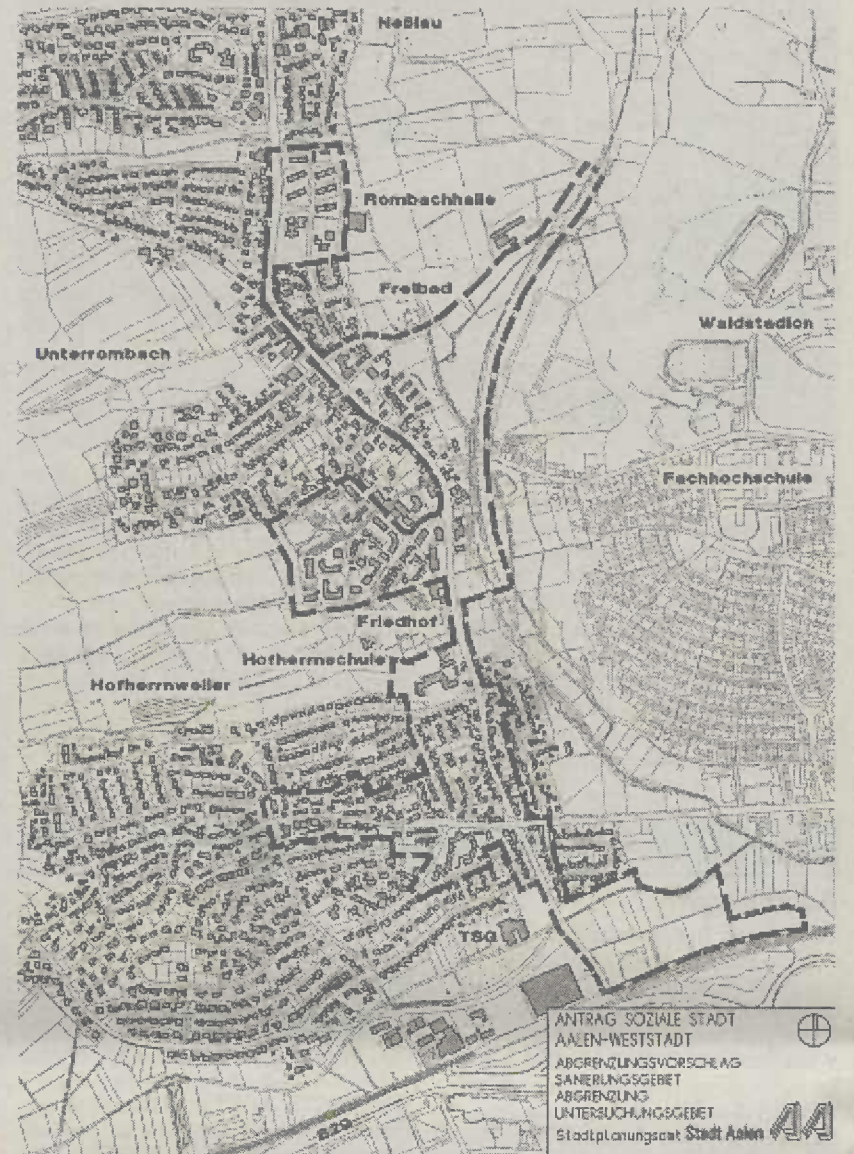 Neßlau
Rombachhalle
Freibad
Waldstadion
Unterrombach
Fachhochschule
Friedhof
Hofherrnschule
Hofherrnweiler
TSG
B29
ANTRAG SOZIALE STADT
AALEN-WESTSTADT
ABGRENZUNGSVORSCHLAG
SANIERUNGSGEBIET
ABGRENZUNG
UNTERSUCHUNGSGEBIET
Stadtplanungsamt Stadt Aalen AA